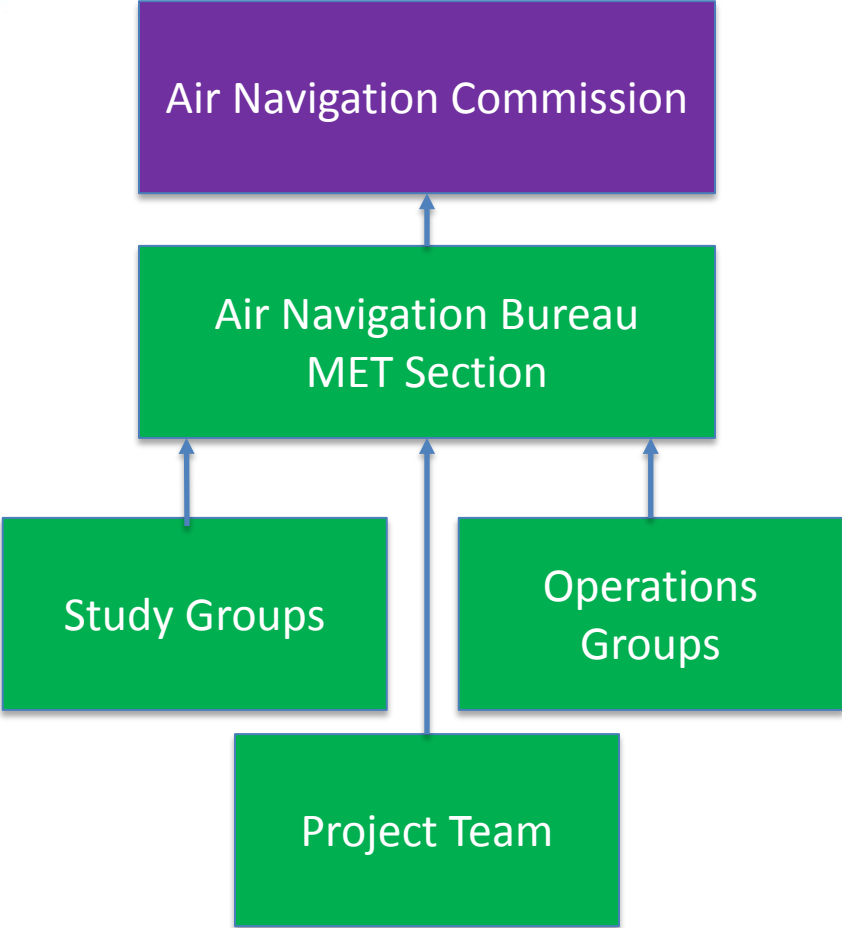 Air Navigation Commission
Air Navigation Bureau
MET Section
Study Groups
Operations
Groups
Project Team